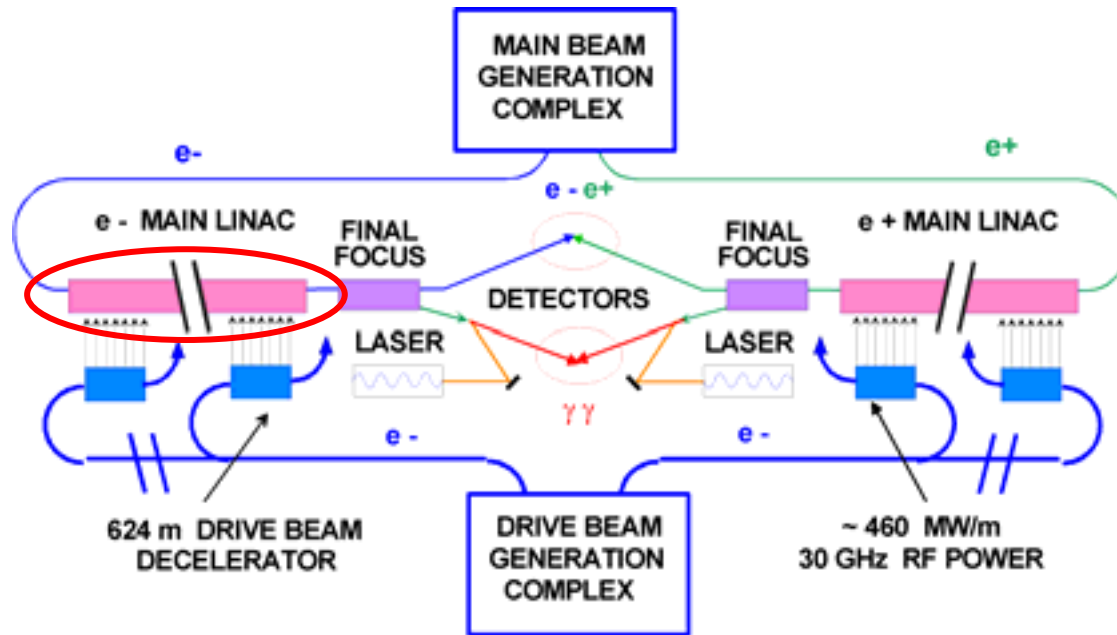 MAIN BEAM
GENERATION
COMPLEX
e-
e+
e - e+
e - MAIN LINAC
FINAL
FOCUS
FINAL
FOCUS
e + MAIN LINAC
DETECTORS
LASER
LASER
γ γ
e -
e -
624 m DRIVE BEAM
DECELERATOR
DRIVE BEAM
GENERATION
COMPLEX
~ 460 MW/m
30 GHz RF POWER